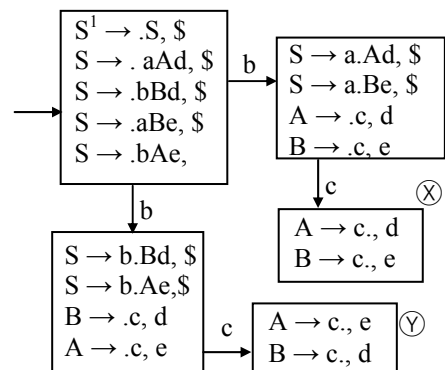 S¹ → .S, $
S → . aAd, $
S → .bBd, $
S → .aBe, $
S → .bAe,
b
S → a.Ad, $
S → a.Be, $
A → .c, d
B → .c, e
c
Ⓧ
A → c., d
B → c., e
b
S → b.Bd, $
S → b.Ae,$
B → .c, d
A → .c, e
c
A → c., e
B → c., d
Ⓨ